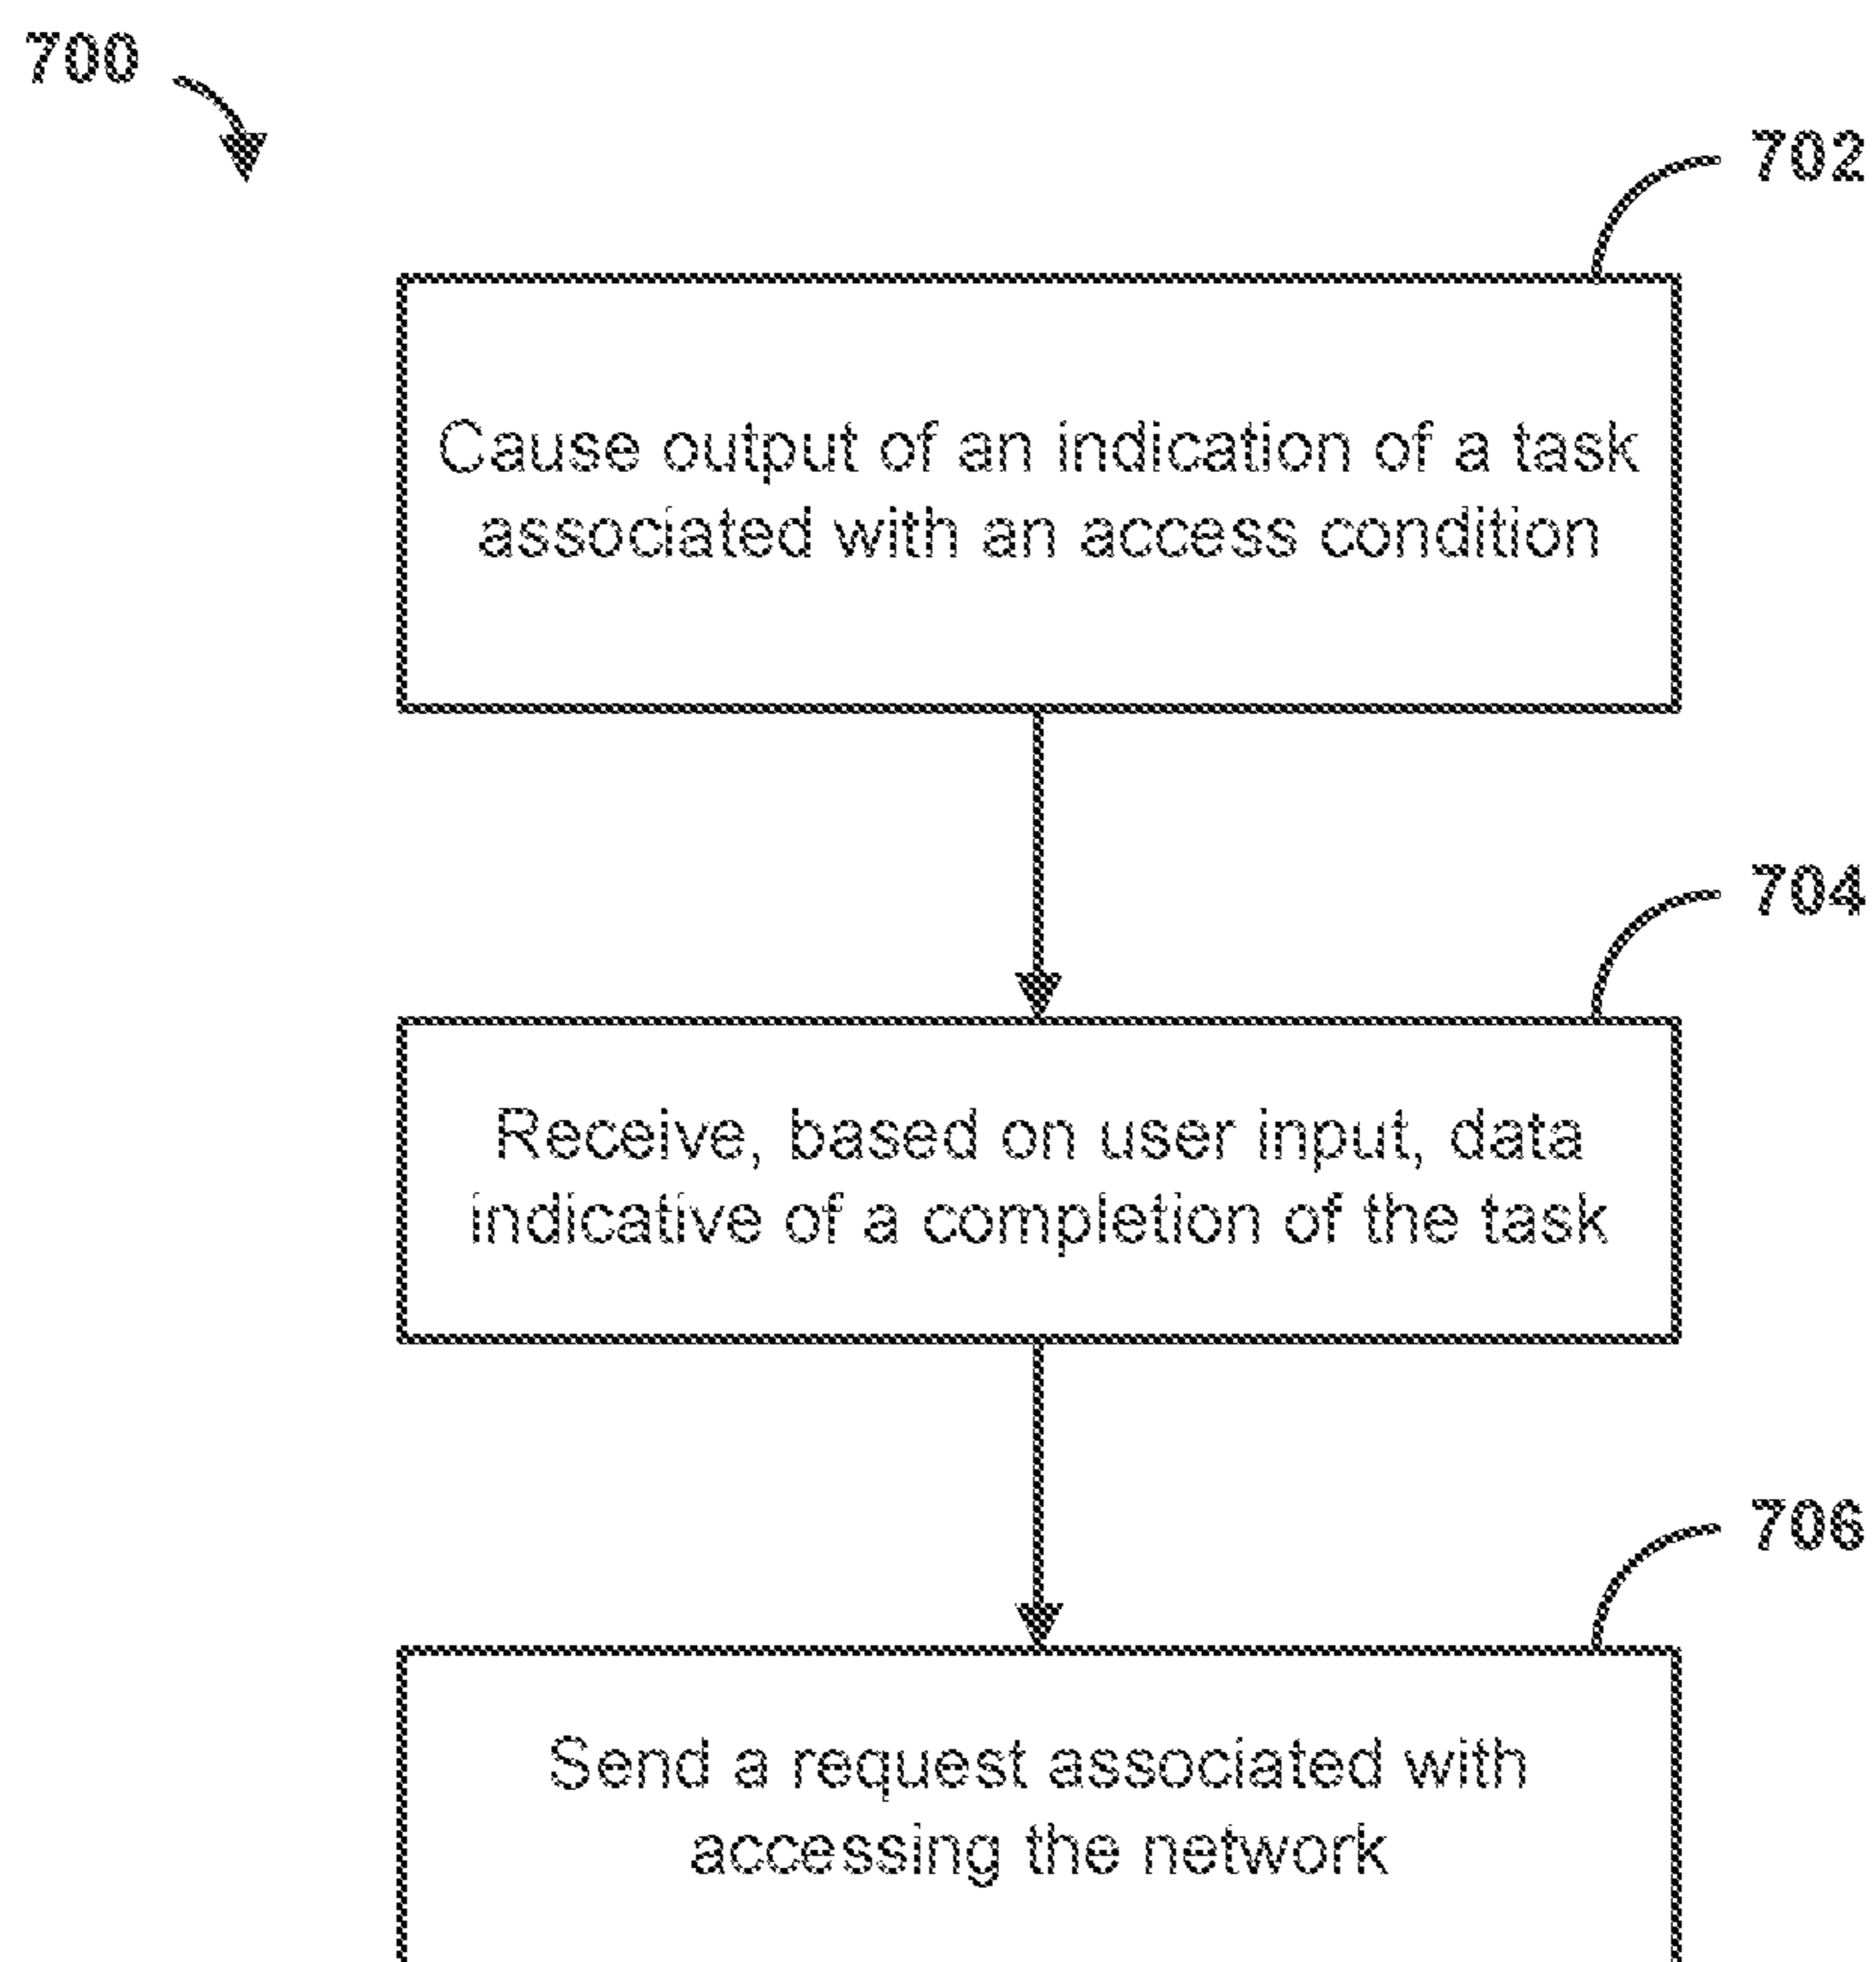 700
702
Cause output of an indication of a task
associated with an access condition
704
Receive, based on user input, data
indicative of a completion of the task
706
Send a request associated with
accessing the network